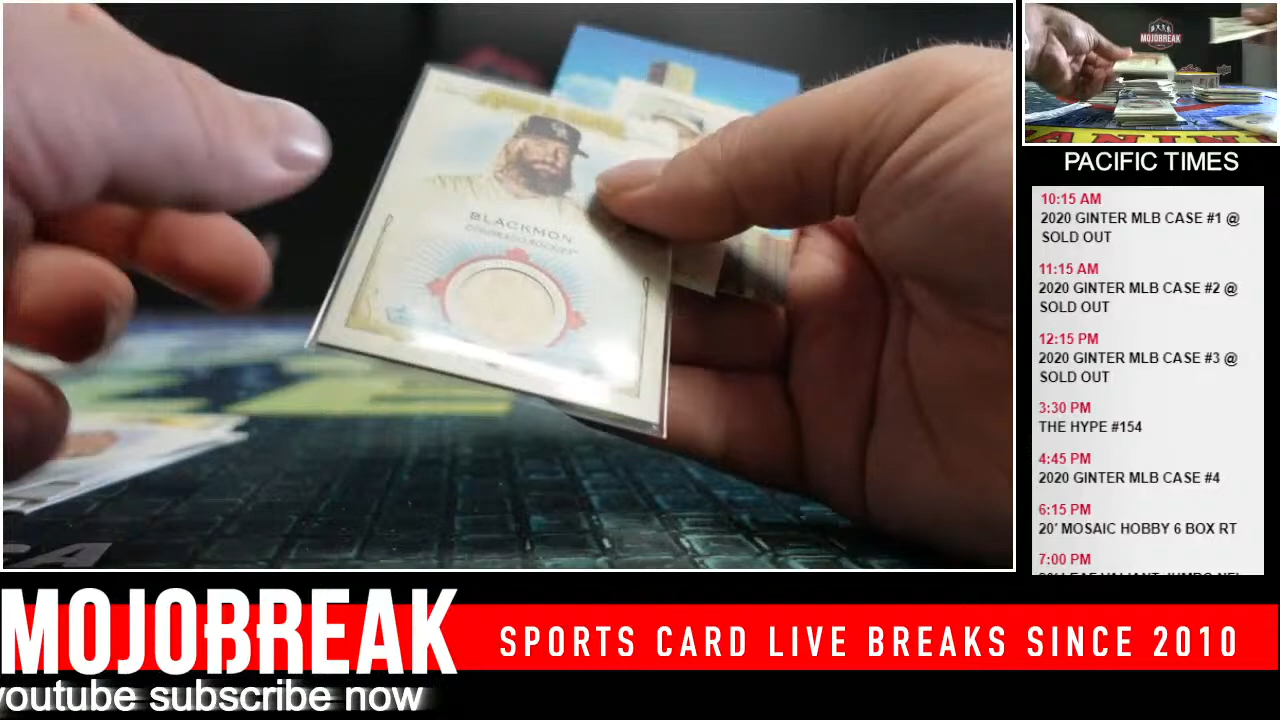 BLACKMON
COLORADO ROCKIES™
MOJOBREAK
PACIFIC TIMES
10:15 AM
2020 GINTER MLB CASE #1 @
SOLD OUT
11:15 AM
2020 GINTER MLB CASE #2 @
SOLD OUT
12:15 PM
2020 GINTER MLB CASE #3 @
SOLD OUT
3:30 PM
THE HYPE #154
4:45 PM
2020 GINTER MLB CASE #4
6:15 PM
20' MOSAIC HOBBY 6 BOX RT
7:00 PM
MOJOBREAK
SPORTS CARD LIVE BREAKS SINCE 2010
youtube subscribe now